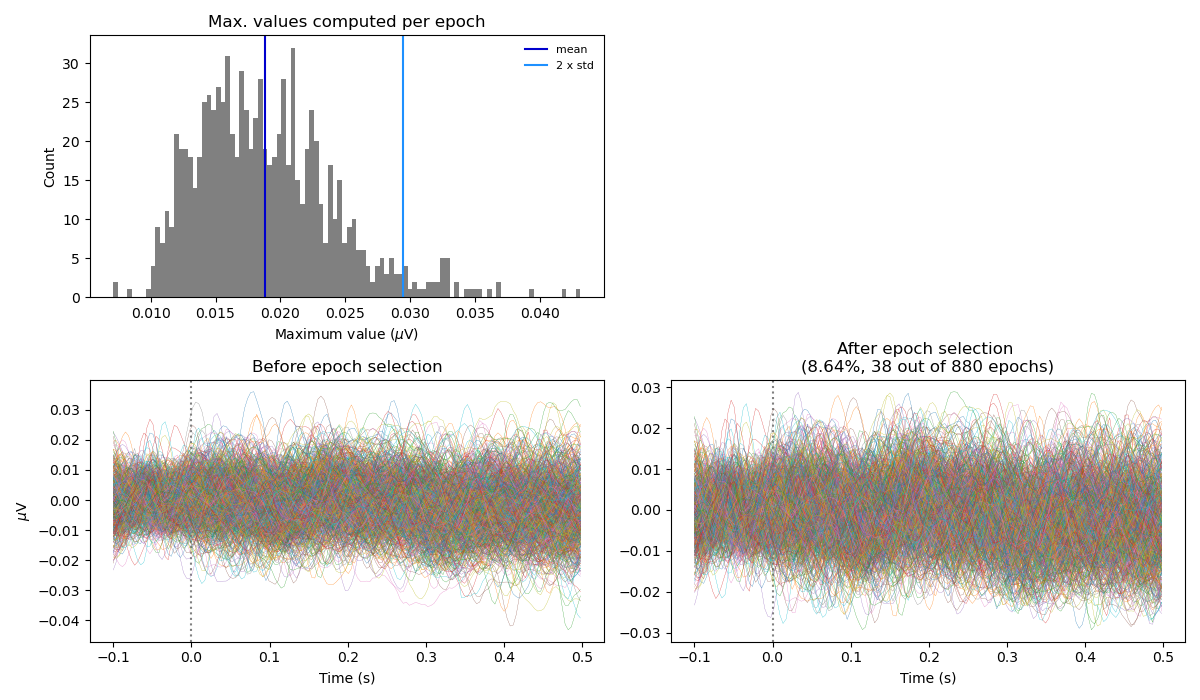 Max. values computed per epoch
mean
2 x std
Count
30
25
20
15
10
5
0
0.010 0.015 0.020 0.025 0.030 0.035 0.040
Maximum value (μV)
Before epoch selection
μV
0.03
0.02
0.01
0.00
−0.01
−0.02
−0.03
−0.04
−0.1 0.0 0.1 0.2 0.3 0.4 0.5
Time (s)
After epoch selection
(8.64%, 38 out of 880 epochs)
0.03
0.02
0.01
0.00
−0.01
−0.02
−0.03
−0.1 0.0 0.1 0.2 0.3 0.4 0.5
Time (s)